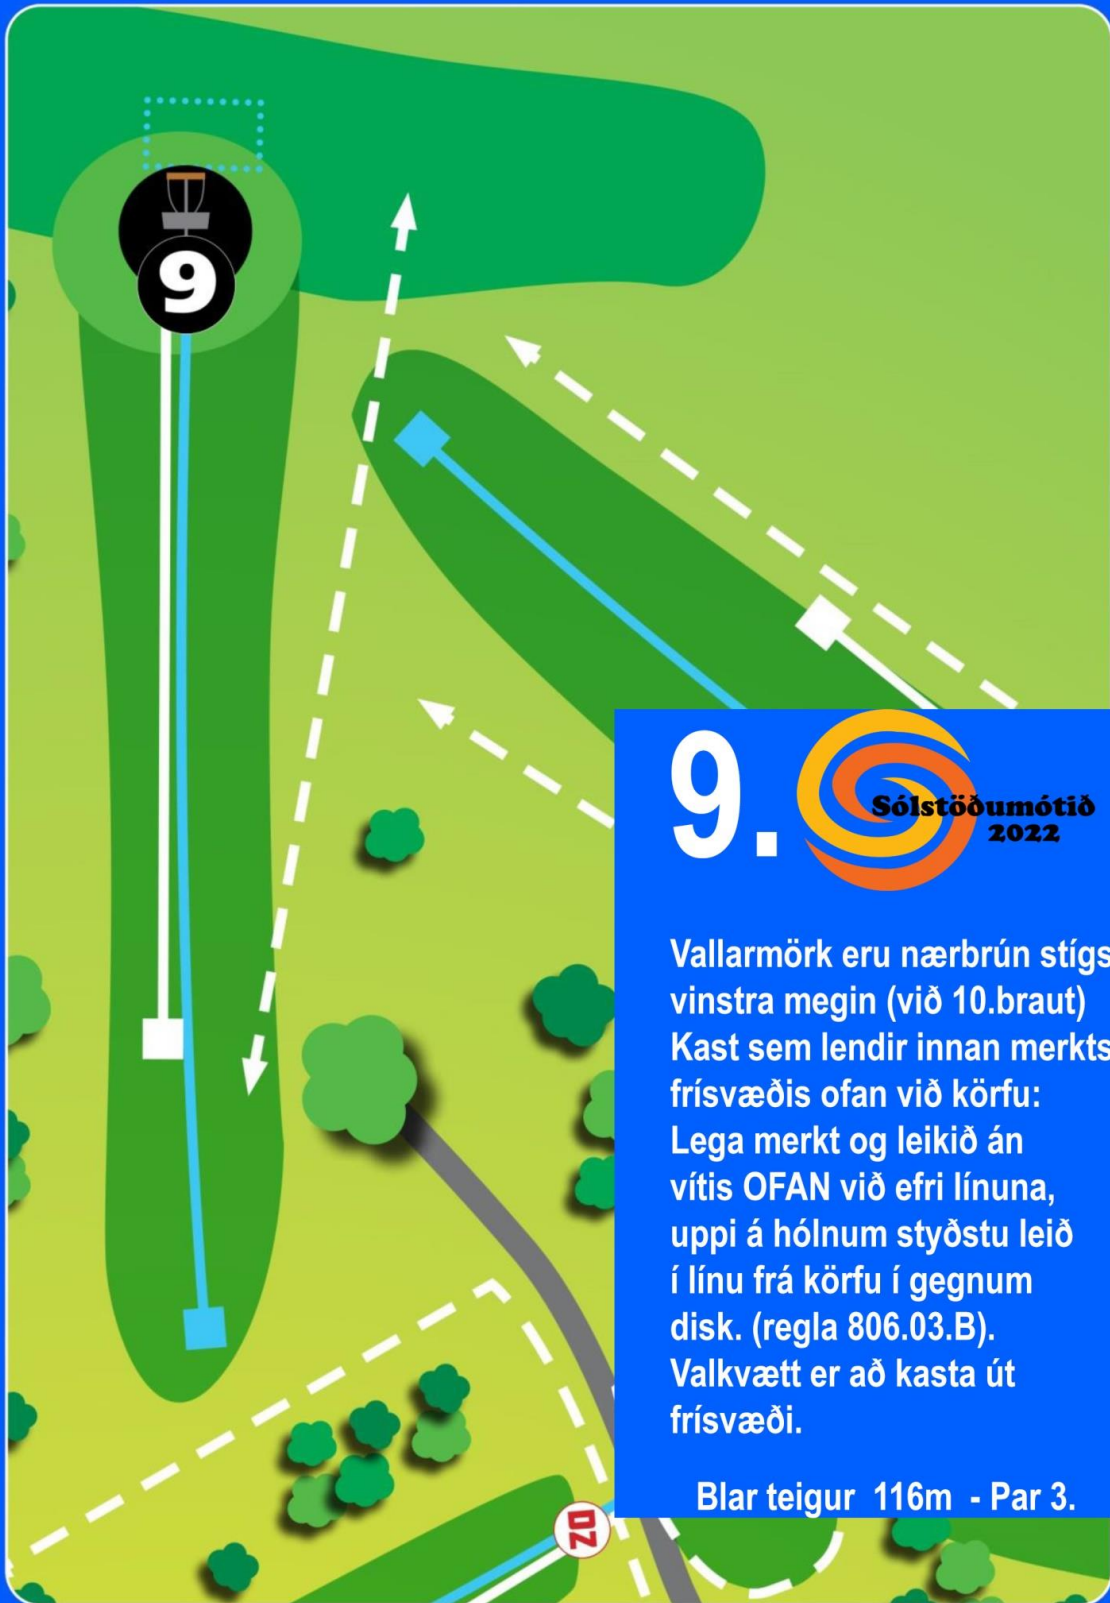 9
9.
Sólstöðumótið
2022
Vallarmörk eru nærbrún stígs
vinstra megin (við 10.braut)
Kast sem lendir innan merkts
frísvæðis ofan við körfu:
Lega merkt og leikið án
vítis OFAN við efri línuna,
uppi á hólnum styðstu leið
í línu frá körfu í gegnum
disk. (regla 806.03.B).
Valkvætt er að kasta út
frísvæði.
Blar teigur 116m - Par 3.
DZ